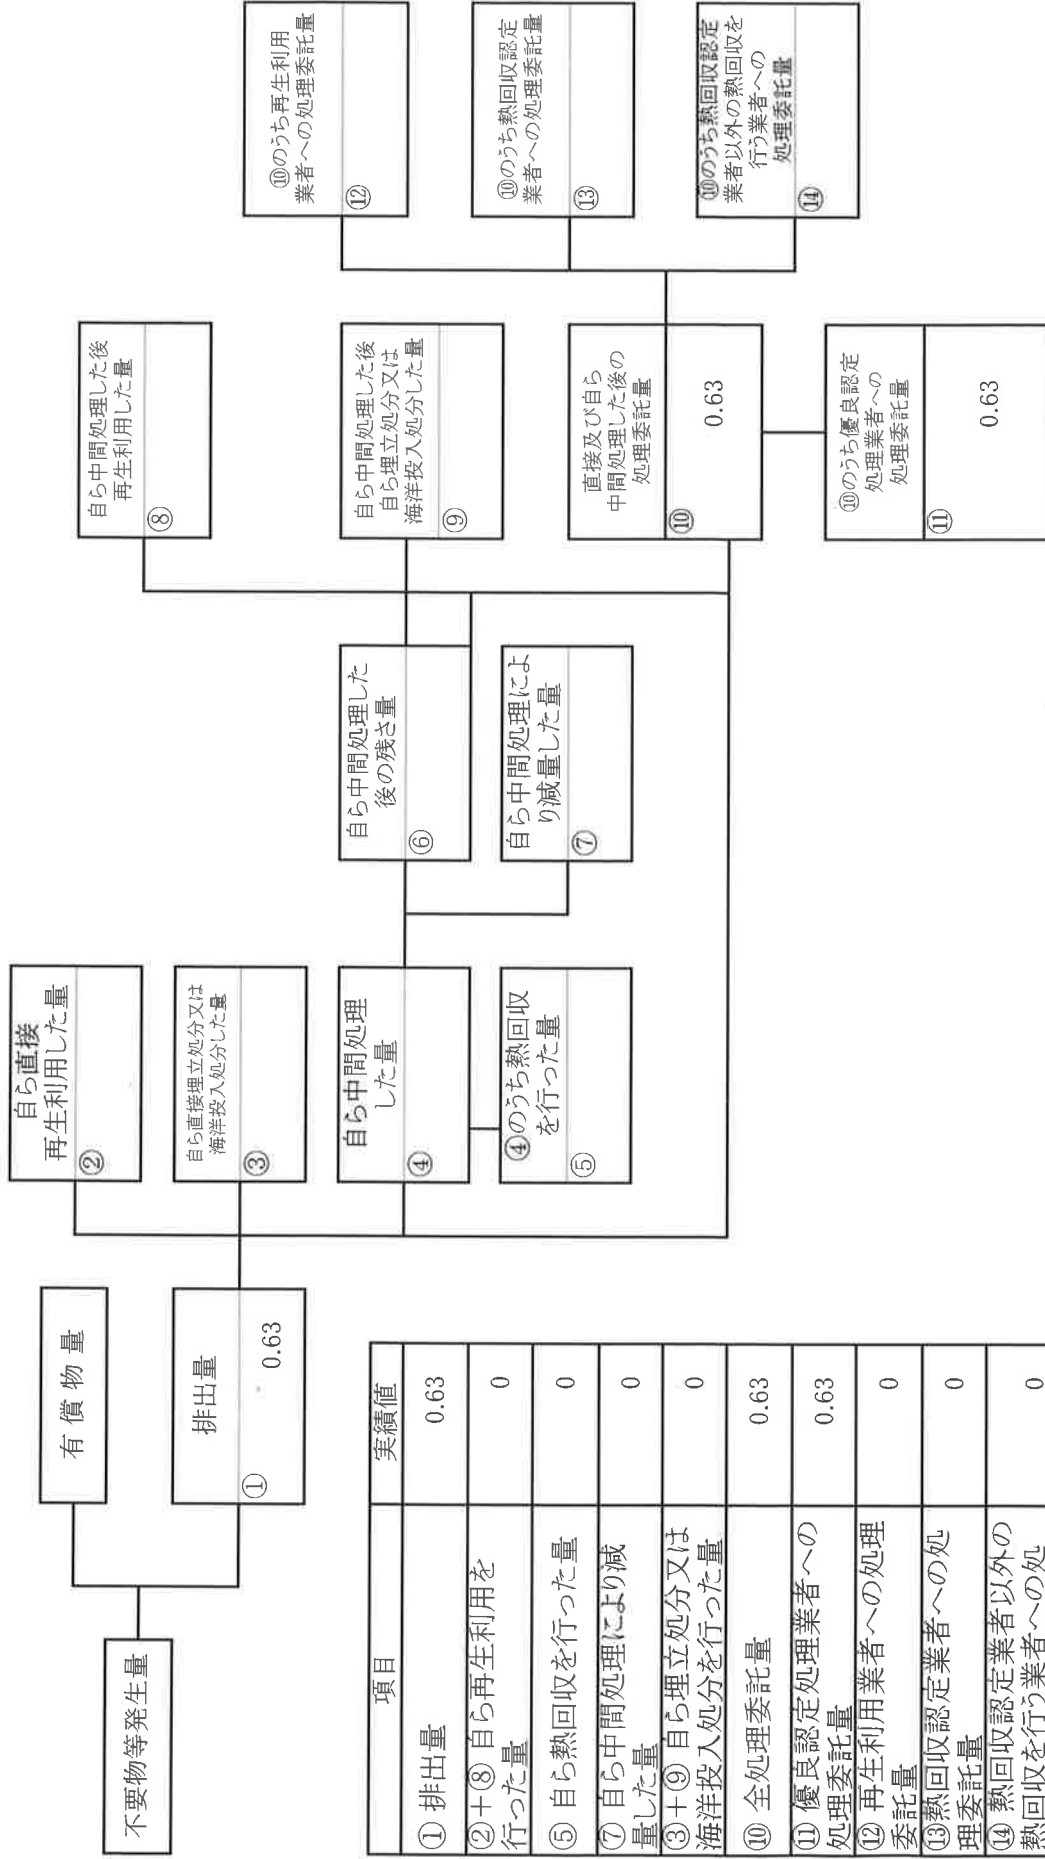 不要物等発生量
有償物量
排出量
①
0.63
自ら直接
再生利用した量
②
自ら直接埋立処分又は
海洋投入処分した量
③
自ら中間処理
した量
④
④のうち熱回収
を行った量
⑤
自ら中間処理した
後の残さ量
⑥
自ら中間処理によ
り減量した量
⑦
自ら中間処理した後
再生利用した量
⑧
自ら中間処理した後
自ら埋立処分又は
海洋投入処分した量
⑨
直接及び自ら
中間処理した後の
処理委託量
⑩
0.63
⑩のうち優良認定
処理業者への
処理委託量
⑪
0.63
⑩のうち再生利用
業者への処理委託量
⑫
⑩のうち熱回収認定
業者への処理委託量
⑬
⑩のうち熱回収認定
業者以外の熱回収を
行う業者への
処理委託量
⑭
項目 実績値
① 排出量 0.63
②+⑧ 自ら再生利用を
行った量 0
⑤ 自ら熱回収を行った量 0
⑦ 自ら中間処理により減
量した量 0
③+⑨ 自ら埋立処分又は
海洋投入処分を行った量 0
⑩ 全処理委託量 0.63
⑪ 優良認定処理業者への
処理委託量 0.63
⑫ 再生利用業者への処理
委託量 0
⑬熱回収認定業者への処
理委託量 0
⑭ 熱回収認定業者以外の
熱回収を行う業者への処 0